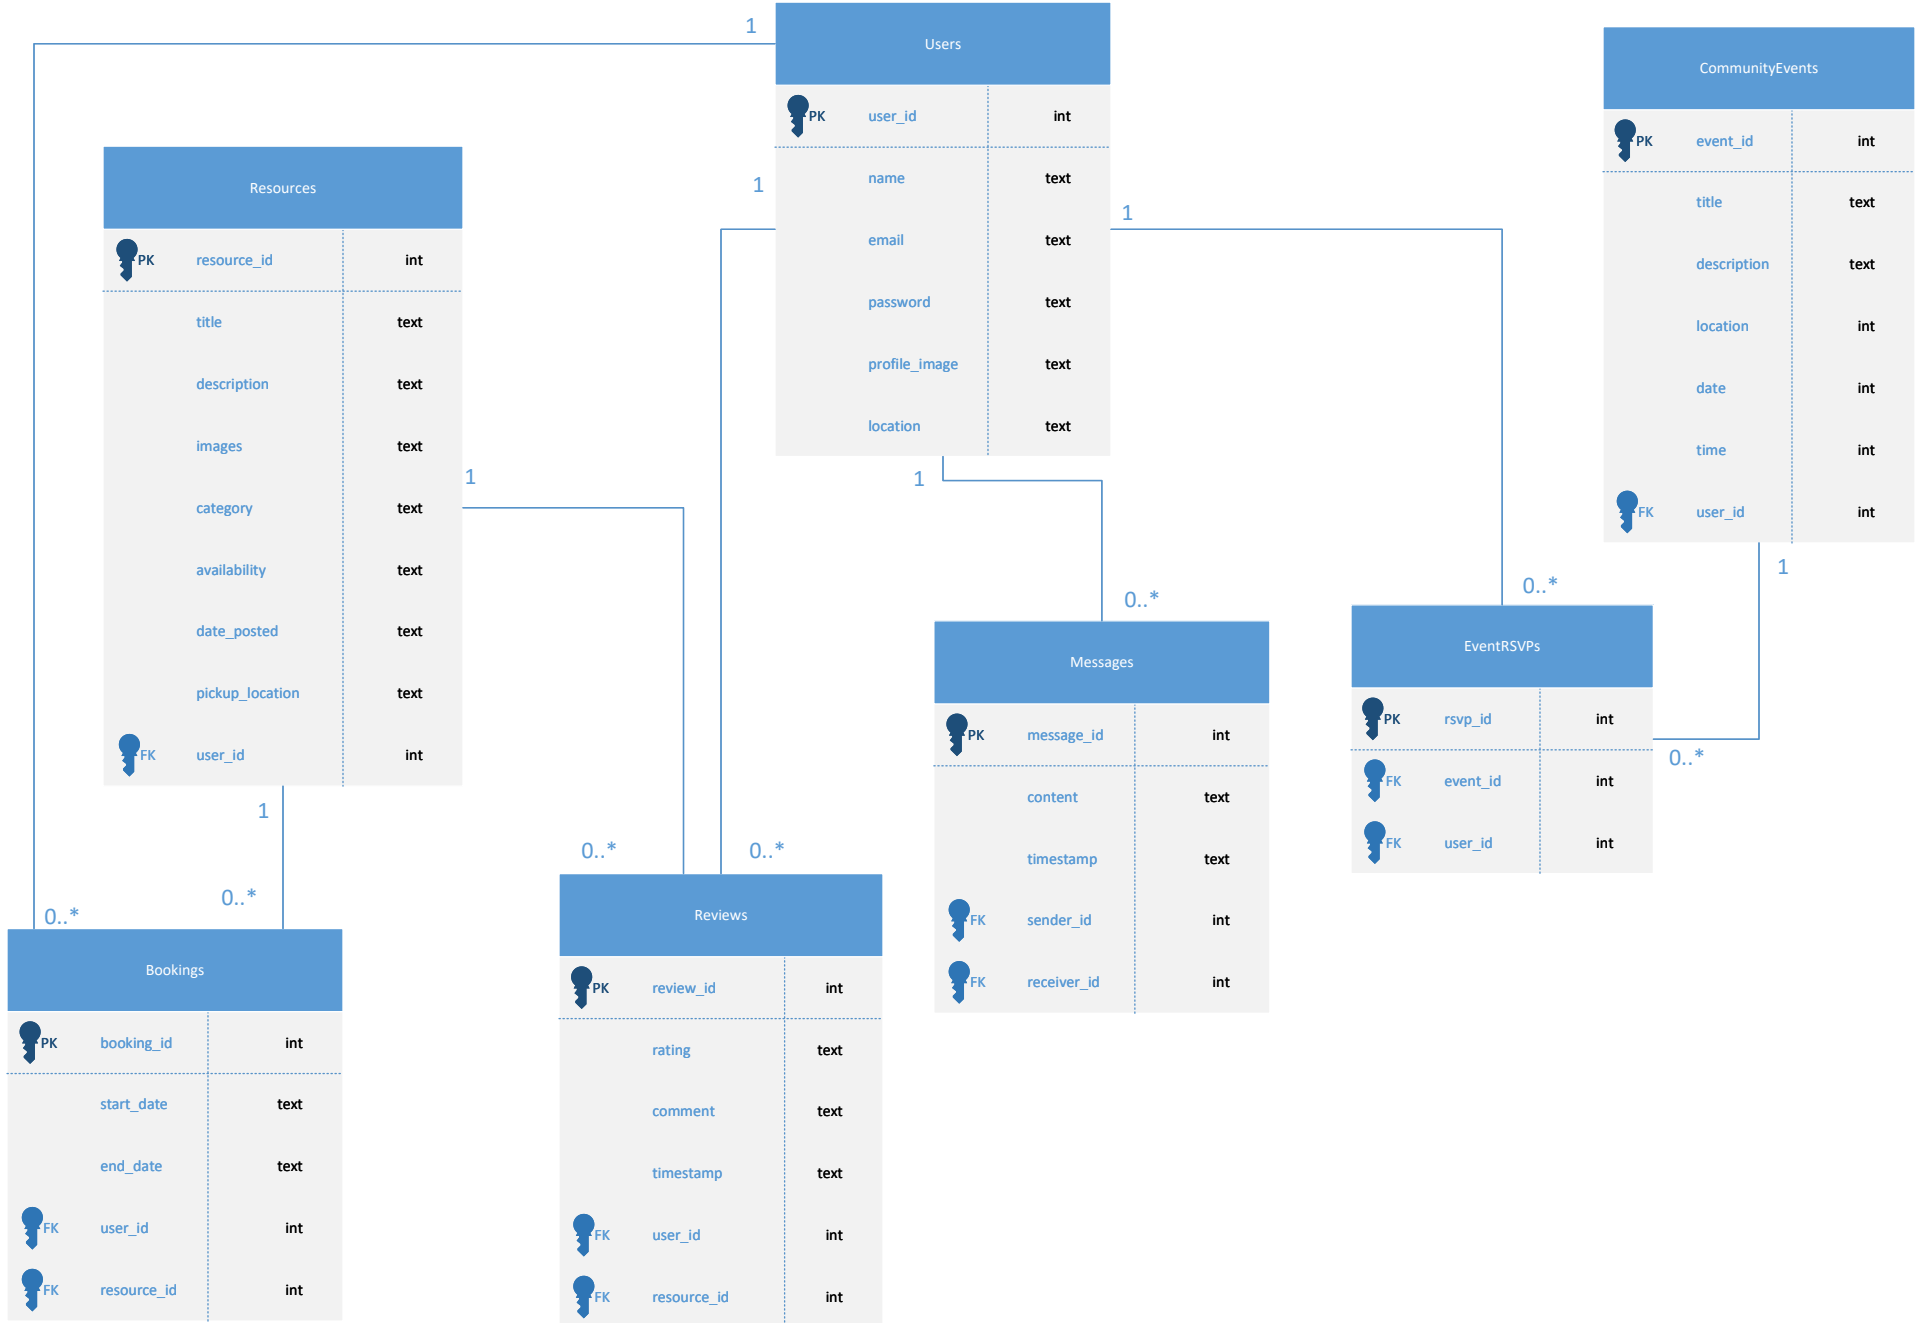 Users
PK user_id int
name text
email text
password text
profile_image text
location text
CommunityEvents
PK event_id int
title text
description text
location int
date int
time int
FK user_id int
Resources
PK resource_id int
title text
description text
images text
category text
availability text
date_posted text
pickup_location text
FK user_id int
Messages
PK message_id int
content text
timestamp text
FK sender_id int
FK receiver_id int
EventRSVPs
PK rsvp_id int
FK event_id int
FK user_id int
Bookings
PK booking_id int
start_date text
end_date text
FK user_id int
FK resource_id int
Reviews
PK review_id int
rating text
comment text
timestamp text
FK user_id int
FK resource_id int
1
1
1
1
1
1
1
0..*
0..*
0..*
0..*
0..*
0..*
0..*